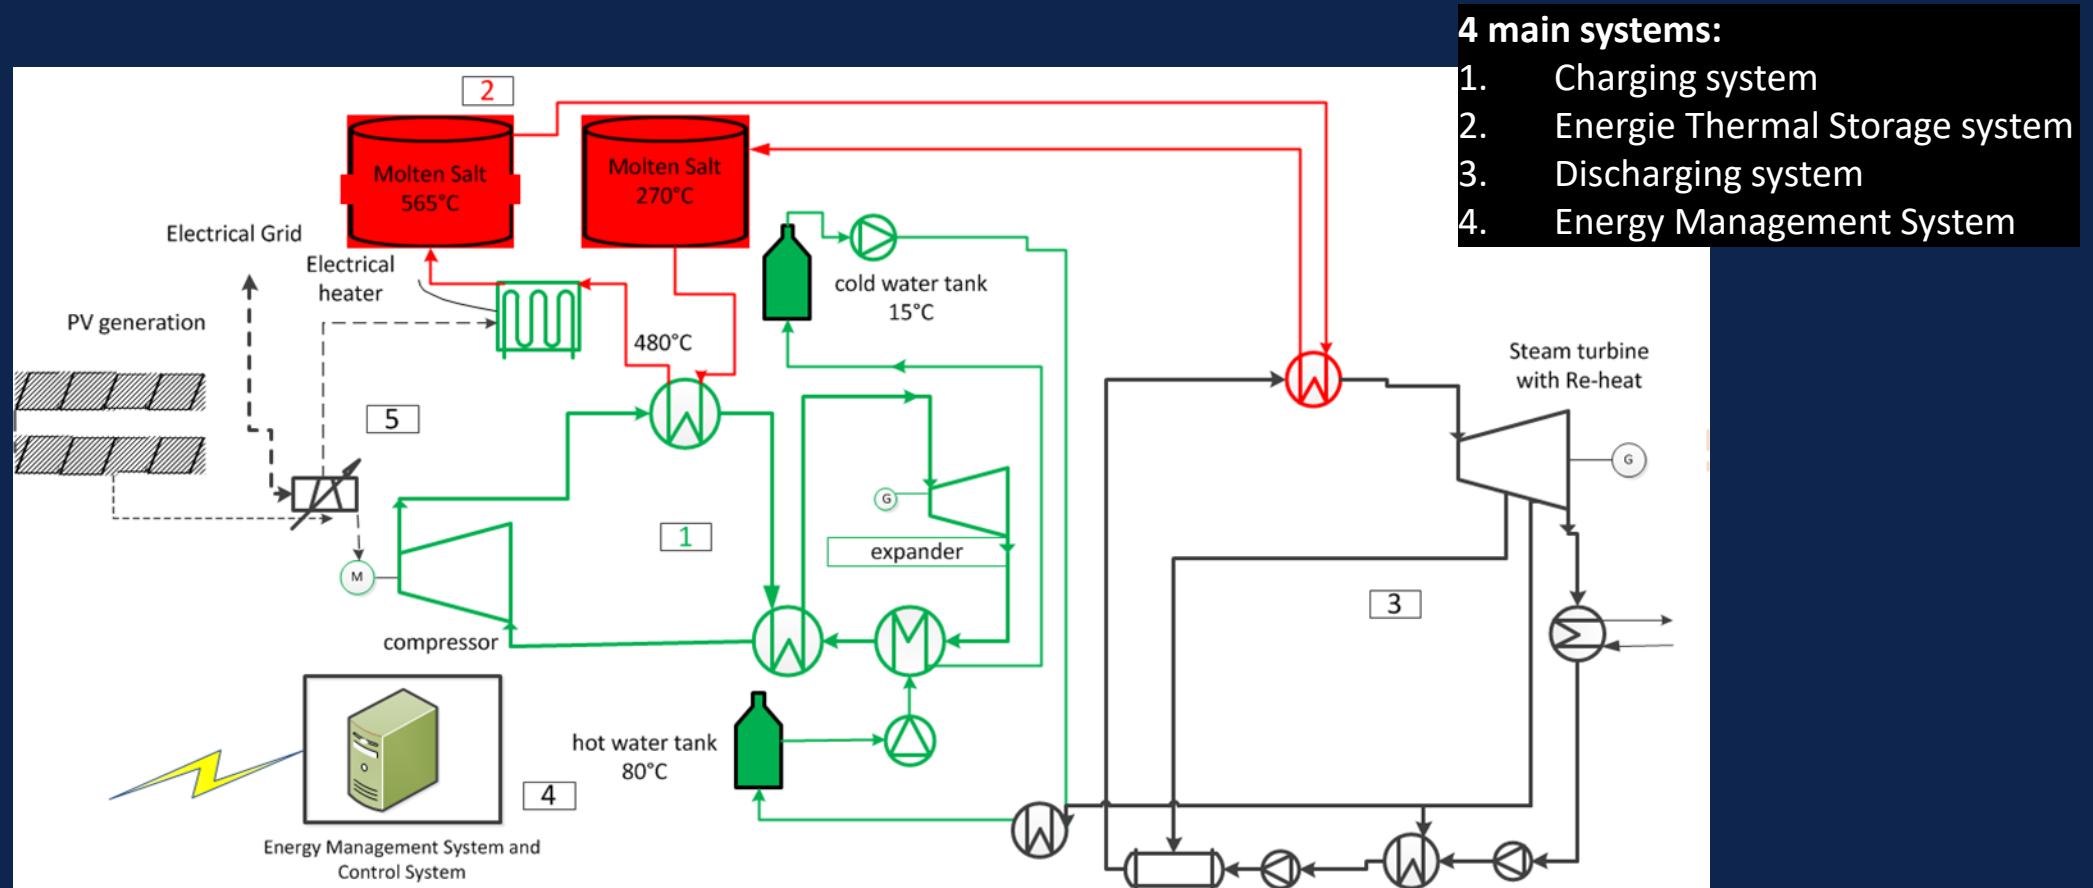 4 main systems:
1. Charging system
2. Energie Thermal Storage system
3. Discharging system
4. Energy Management System
2
Molten Salt
565°C
Molten Salt
270°C
Electrical Grid
Electrical
heater
PV generation
480°C
cold water tank
15°C
Steam turbine
with Re-heat
5
G
G
1
expander
M
3
compressor
hot water tank
80°C
4
Energy Management System and
Control System